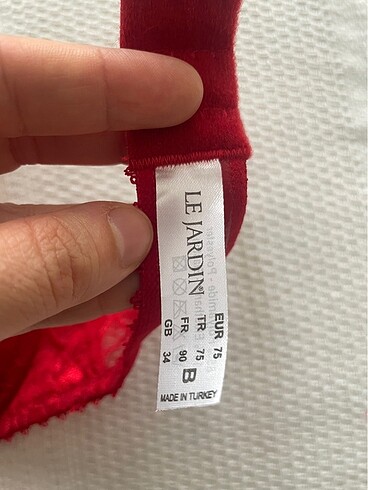 LE JARDIN®
EUR 75
TR 75
FR 90 B
GB 34
MADE IN TURKEY